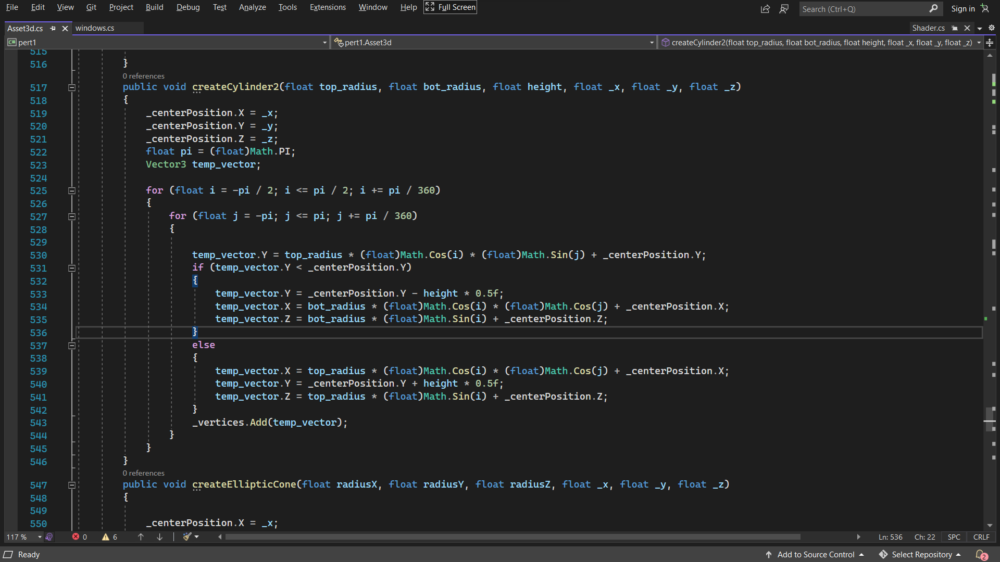 File Edit View Git Project Build Debug Test Analyze Tools Extensions Window Help Full Screen Search (Ctrl+Q) Sign in
Asset3d.cs windows.cs Shader.cs
C# pert1 pert1.Asset3d createCylinder2(float top_radius, float bot_radius, float height, float _x, float _y, float _z)
515
516 }
0 references
517 public void createCylinder2(float top_radius, float bot_radius, float height, float _x, float _y, float _z)
518 {
519 _centerPosition.X = _x;
520 _centerPosition.Y = _y;
521 _centerPosition.Z = _z;
522 float pi = (float)Math.PI;
523 Vector3 temp_vector;
524
525 for (float i = -pi / 2; i <= pi / 2; i += pi / 360)
526 {
527 for (float j = -pi; j <= pi; j += pi / 360)
528 {
529
530 temp_vector.Y = top_radius * (float)Math.Cos(i) * (float)Math.Sin(j) + _centerPosition.Y;
531 if (temp_vector.Y < _centerPosition.Y)
532 {
533 temp_vector.Y = _centerPosition.Y - height * 0.5f;
534 temp_vector.X = bot_radius * (float)Math.Cos(i) * (float)Math.Cos(j) + _centerPosition.X;
535 temp_vector.Z = bot_radius * (float)Math.Sin(i) + _centerPosition.Z;
536 }
537 else
538 {
539 temp_vector.X = top_radius * (float)Math.Cos(i) * (float)Math.Cos(j) + _centerPosition.X;
540 temp_vector.Y = _centerPosition.Y + height * 0.5f;
541 temp_vector.Z = top_radius * (float)Math.Sin(i) + _centerPosition.Z;
542 }
543 _vertices.Add(temp_vector);
544 }
545 }
546 }
0 references
547 public void createEllipticCone(float radiusX, float radiusY, float radiusZ, float _x, float _y, float _z)
548 {
549
550 _centerPosition.X = _x;
117 % 0 6 Ln: 536 Ch: 22 SPC CRLF
Ready Add to Source Control Select Repository 2